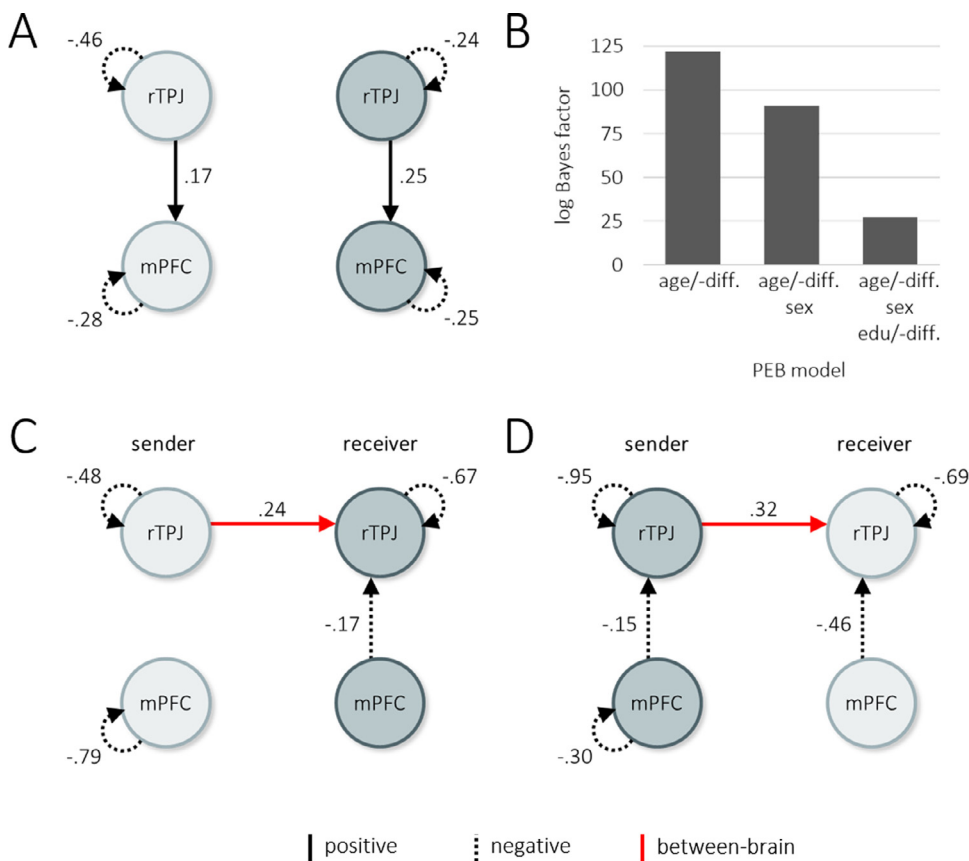 A
-.46
rTPJ
.17
mPFC
-.28
-.24
rTPJ
.25
mPFC
-.25
B
log Bayes factor
125
100
75
50
25
0
age/-diff.
age/-diff.
sex
age/-diff.
sex
edu/-diff.
PEB model
C
sender
receiver
-.48
rTPJ
.24
rTPJ
-.67
-.17
mPFC
-.79
mPFC
D
sender
receiver
-.95
rTPJ
.32
rTPJ
-.69
-.15
-.46
mPFC
-.30
mPFC
positive
negative
between-brain